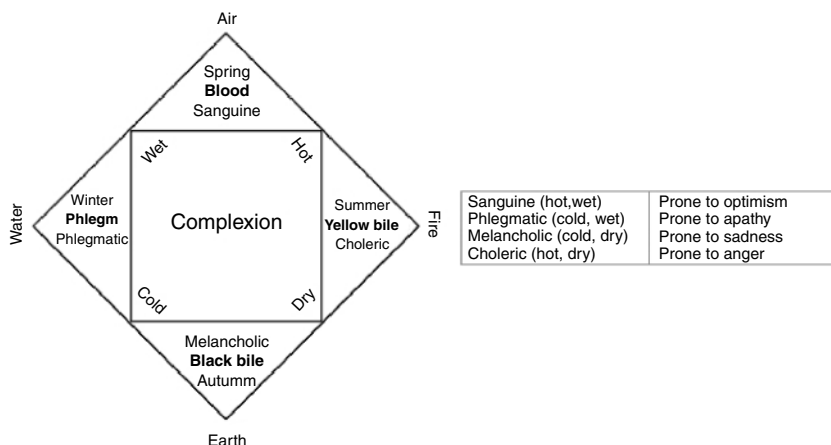 Air
Spring
Blood
Sanguine
Wet
Hot
Water
Winter
Phlegm
Phlegmatic
Complexion
Summer
Yellow bile
Choleric
Fire
Cold
Dry
Melancholic
Black bile
Autumm
Earth
Sanguine (hot,wet) Prone to optimism
Phlegmatic (cold, wet) Prone to apathy
Melancholic (cold, dry) Prone to sadness
Choleric (hot, dry) Prone to anger